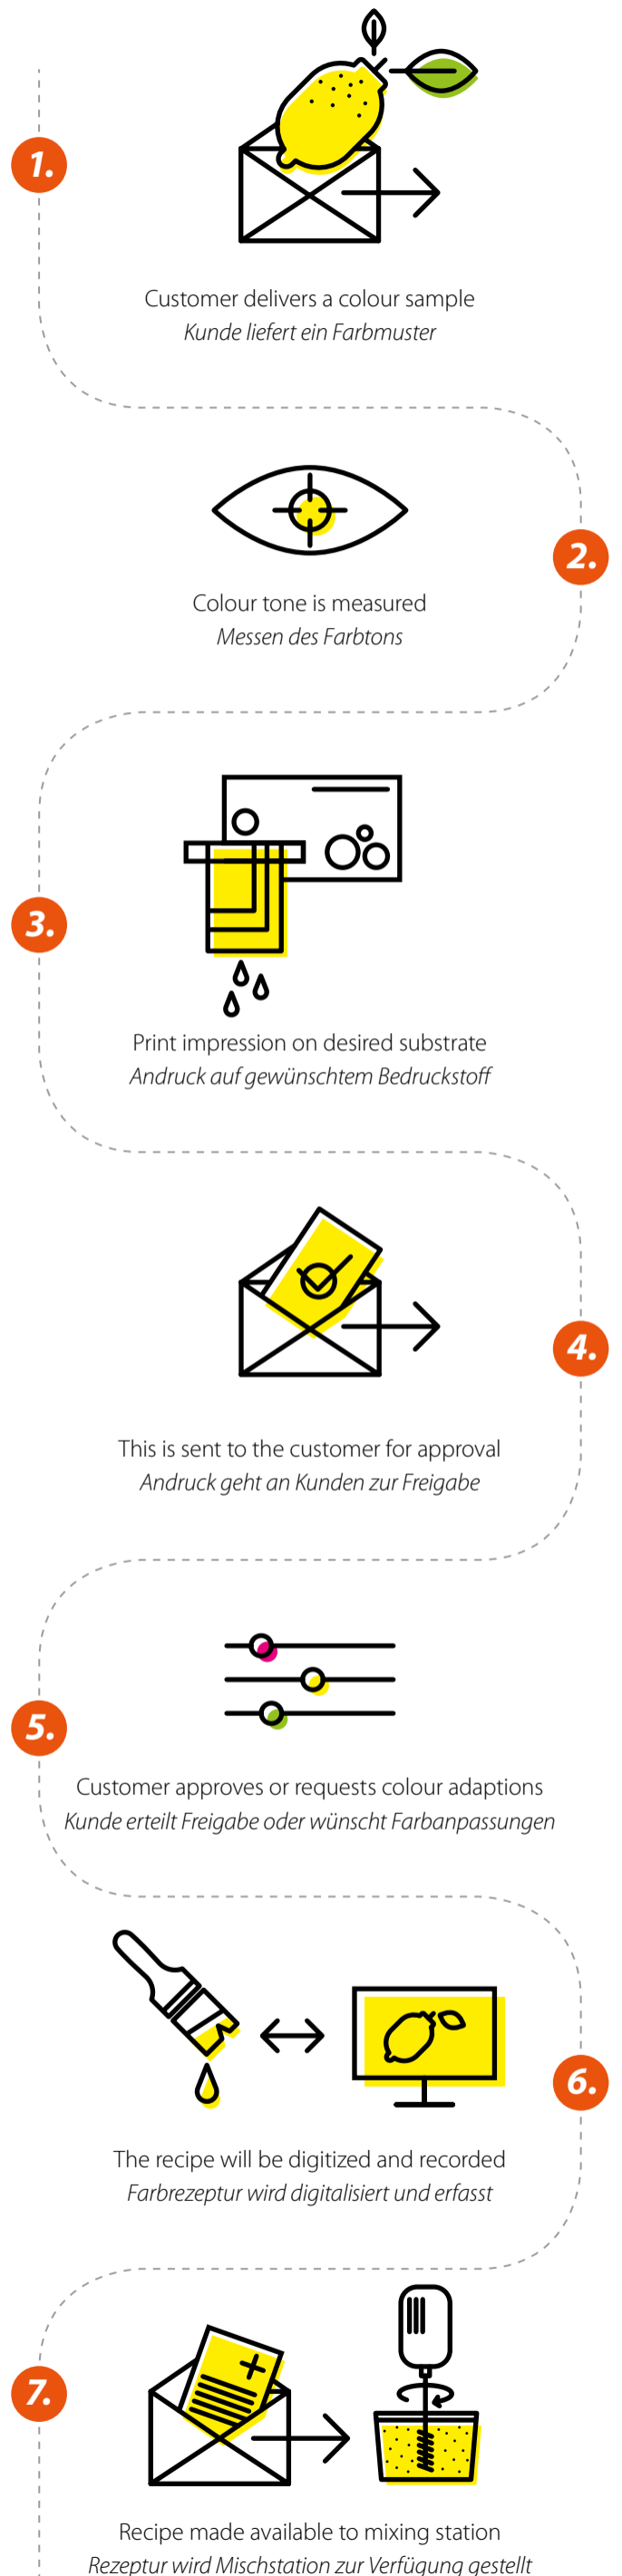 1.
Customer delivers a colour sample
Kunde liefert ein Farbmuster
2.
Colour tone is measured
Messen des Farbtons
3.
Print impression on desired substrate
Andruck auf gewünschtem Bedruckstoff
4.
This is sent to the customer for approval
Andruck geht an Kunden zur Freigabe
5.
Customer approves or requests colour adaptions
Kunde erteilt Freigabe oder wünscht Farbanpassungen
6.
The recipe will be digitized and recorded
Farbrezeptur wird digitalisiert und erfasst
7.
Recipe made available to mixing station
Rezeptur wird Mischstation zur Verfügung gestellt